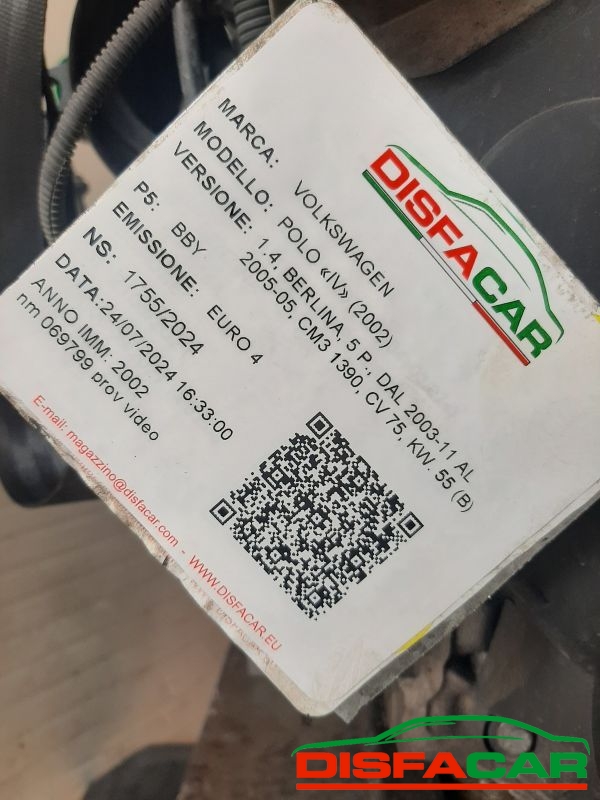 DISFACAR
MARCA: VOLKSWAGEN
MODELLO: POLO «IV» (2002)
VERSIONE: 1,4, BERLINA, 5 P., DAL 2003-11 AL
2005-05, CM3 1390, CV 75, KW. 55 (B)
P5: BBY
EMISSIONE: EURO 4
NS: 1755/2024
DATA:24/07/2024 16:33:00
ANNO IMM: 2002
nm 069799 prov video
E-mail: magazzino@disfacar.com - WWW.DISFACAR.EU
DISFACAR